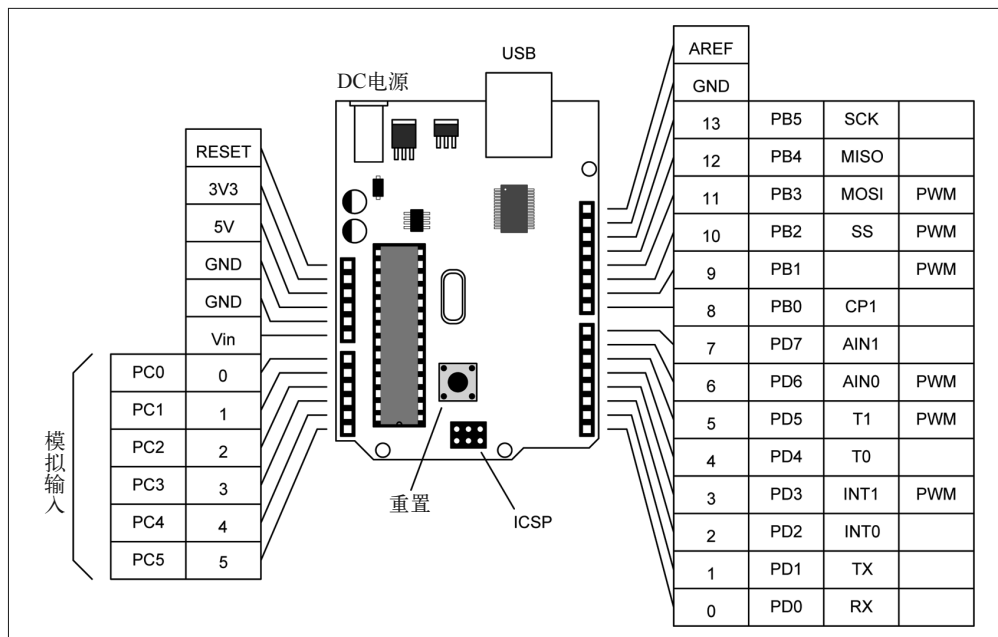 USB
DC电源
RESET
3V3
5V
GND
GND
Vin
PC0 0
PC1 1
PC2 2
PC3 3
PC4 4
PC5 5
模拟输入
重置
ICSP
AREF
GND
13 PB5 SCK
12 PB4 MISO
11 PB3 MOSI PWM
10 PB2 SS PWM
9 PB1 PWM
8 PB0 CP1
7 PD7 AIN1
6 PD6 AIN0 PWM
5 PD5 T1 PWM
4 PD4 T0
3 PD3 INT1 PWM
2 PD2 INT0
1 PD1 TX
0 PD0 RX